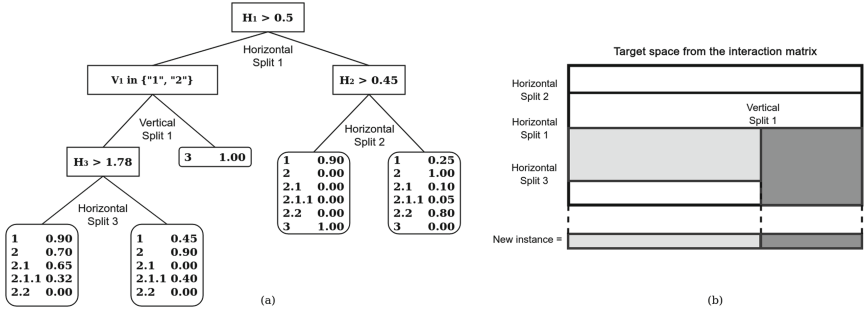 H₁ > 0.5
Horizontal
Split 1
V₁ in {"1", "2"}
H₂ > 0.45
Vertical
Split 1
Horizontal
Split 2
H₃ > 1.78
3 1.00
1 0.90
2 0.00
2.1 0.00
2.1.1 0.00
2.2 0.00
3 1.00
1 0.25
2 1.00
2.1 0.10
2.1.1 0.05
2.2 0.80
3 0.00
Horizontal
Split 3
1 0.90
2 0.70
2.1 0.65
2.1.1 0.32
2.2 0.00
1 0.45
2 0.90
2.1 0.00
2.1.1 0.40
2.2 0.00
(a)
Target space from the interaction matrix
Horizontal
Split 2
Vertical
Split 1
Horizontal
Split 1
Horizontal
Split 3
New instance =
(b)